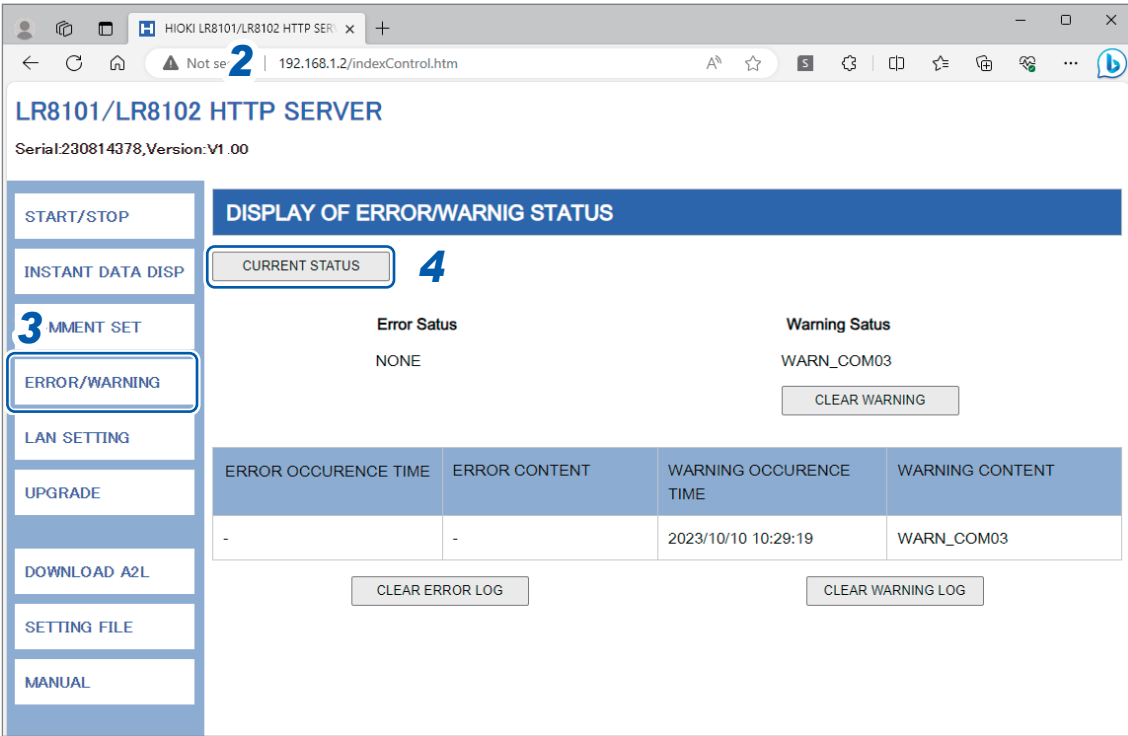 HIOKI LR8101/LR8102 HTTP SER
2
Not se
192.168.1.2/indexControl.htm
LR8101/LR8102 HTTP SERVER
Serial:230814378,Version:V1.00
START/STOP
INSTANT DATA DISP
3
MMENT SET
ERROR/WARNING
LAN SETTING
UPGRADE
DOWNLOAD A2L
SETTING FILE
MANUAL
DISPLAY OF ERROR/WARNIG STATUS
CURRENT STATUS
4
Error Satus
Warning Satus
NONE
WARN_COM03
CLEAR WARNING
ERROR OCCURENCE TIME
ERROR CONTENT
WARNING OCCURENCE
TIME
WARNING CONTENT
-
-
2023/10/10 10:29:19
WARN_COM03
CLEAR ERROR LOG
CLEAR WARNING LOG